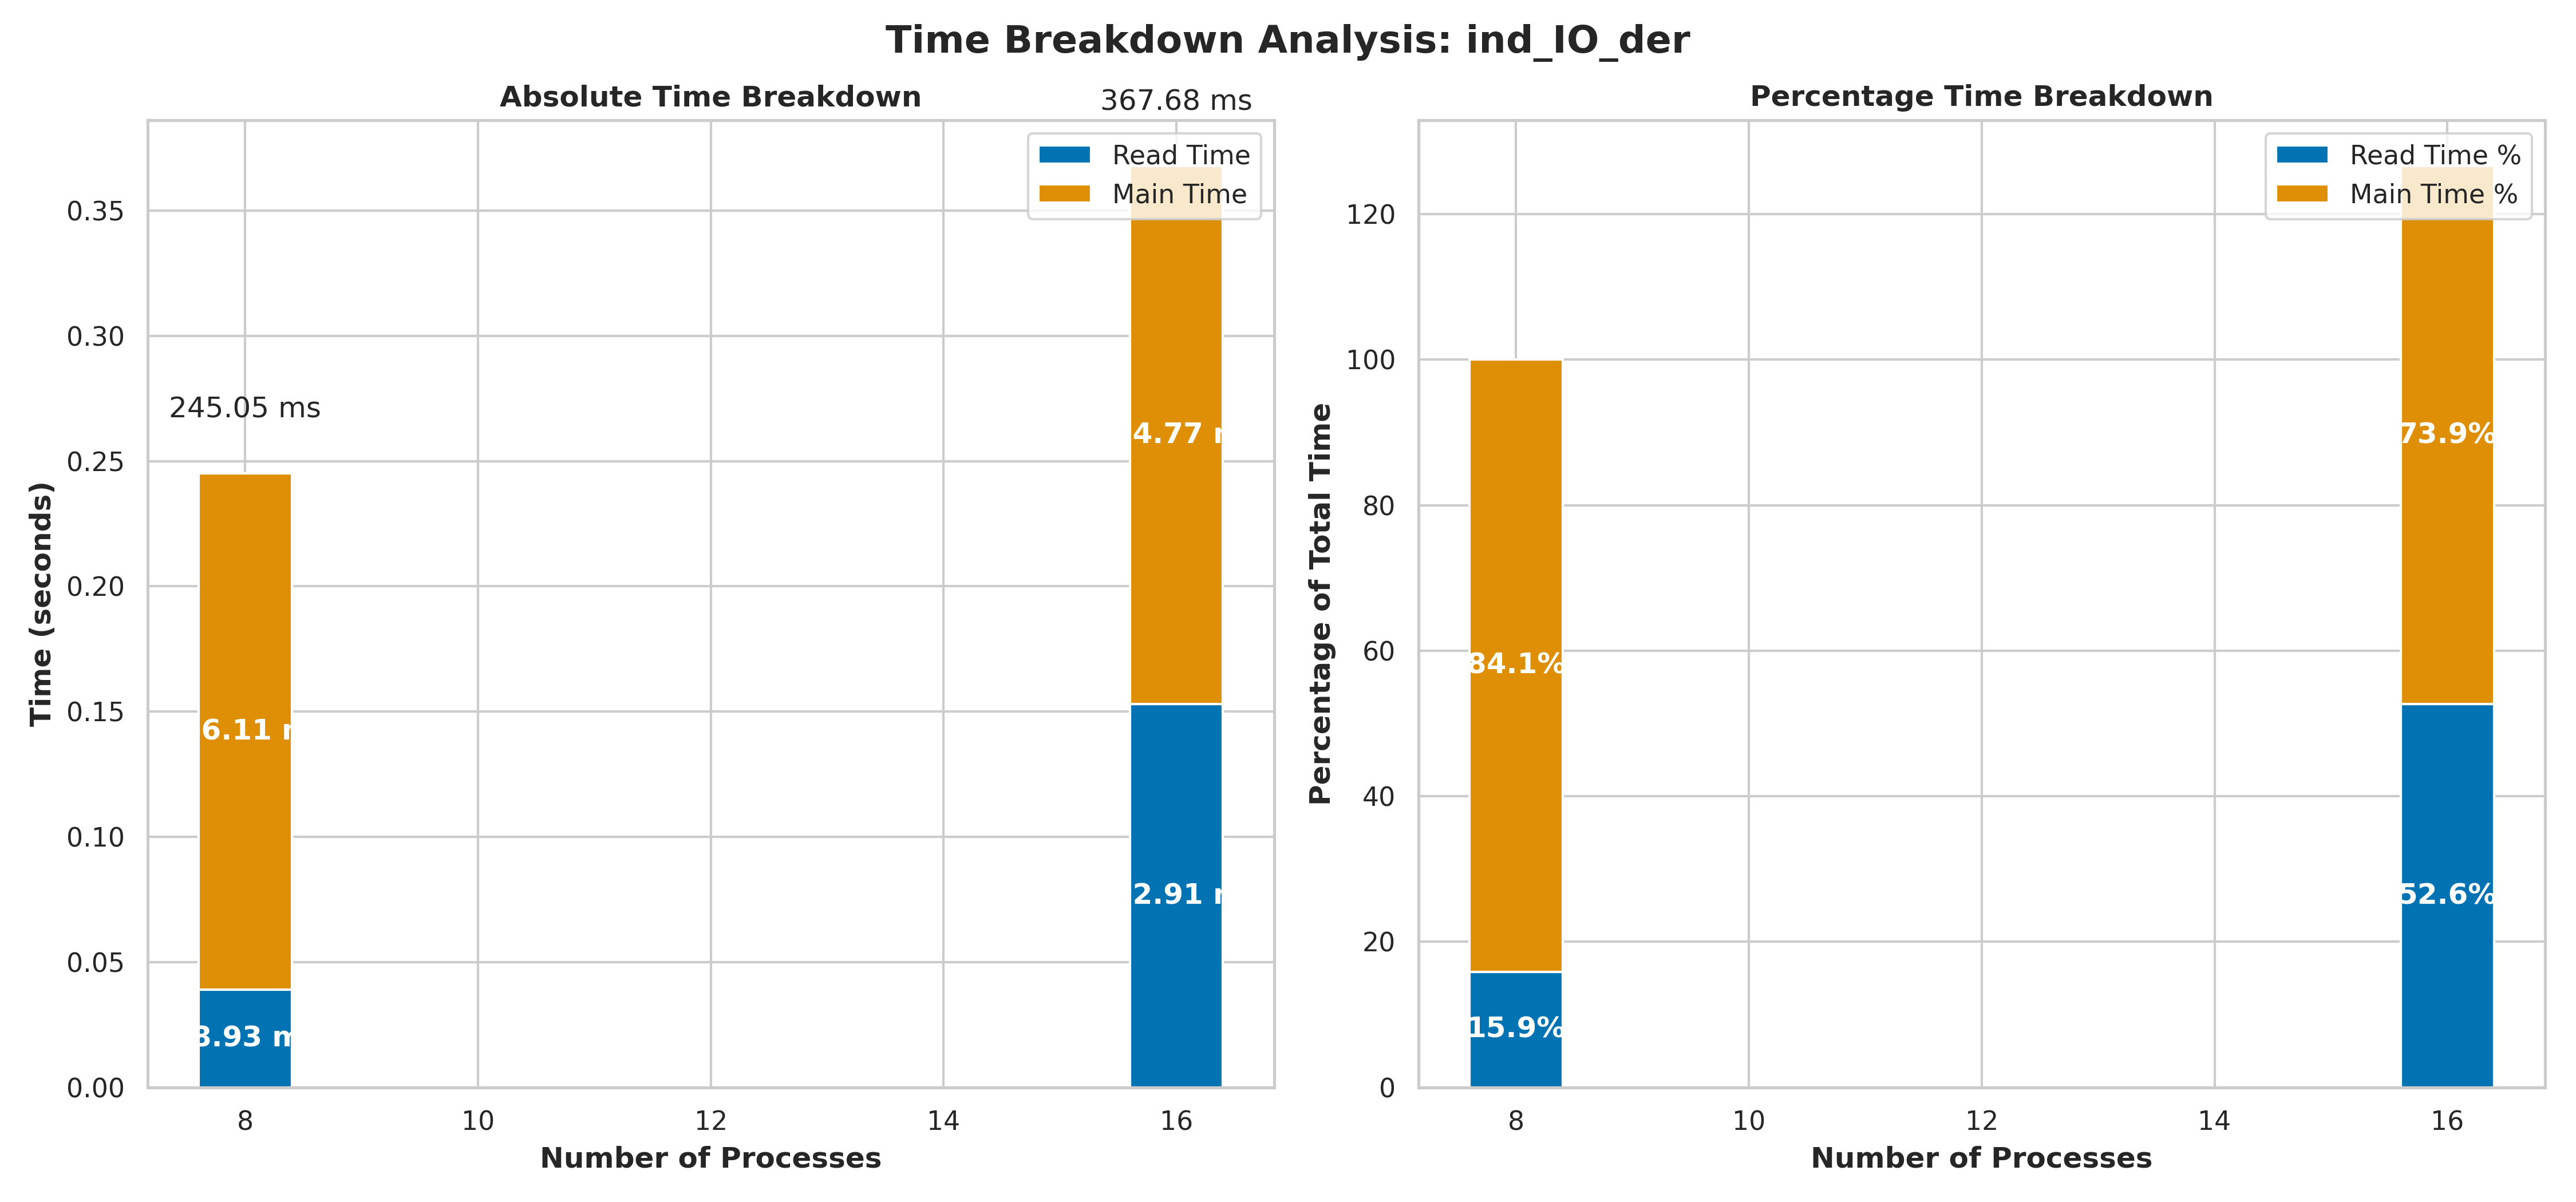 Time Breakdown Analysis: ind_IO_der
Absolute Time Breakdown
367.68 ms
Read Time
Main Time
245.05 ms
4.77
6.11
2.91
3.93
0.35
0.30
0.25
0.20
0.15
0.10
0.05
0.00
Time (seconds)
8
10
12
14
16
Number of Processes
Percentage Time Breakdown
Read Time %
Main Time %
73.9%
84.1%
52.6%
15.9%
120
100
80
60
40
20
0
Percentage of Total Time
8
10
12
14
16
Number of Processes